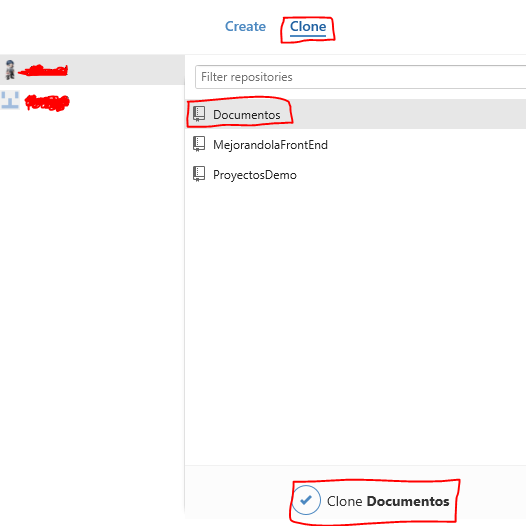 Create Clone
Filter repositories
Documentos
MejorandolaFrontEnd
ProyectosDemo
Clone Documentos